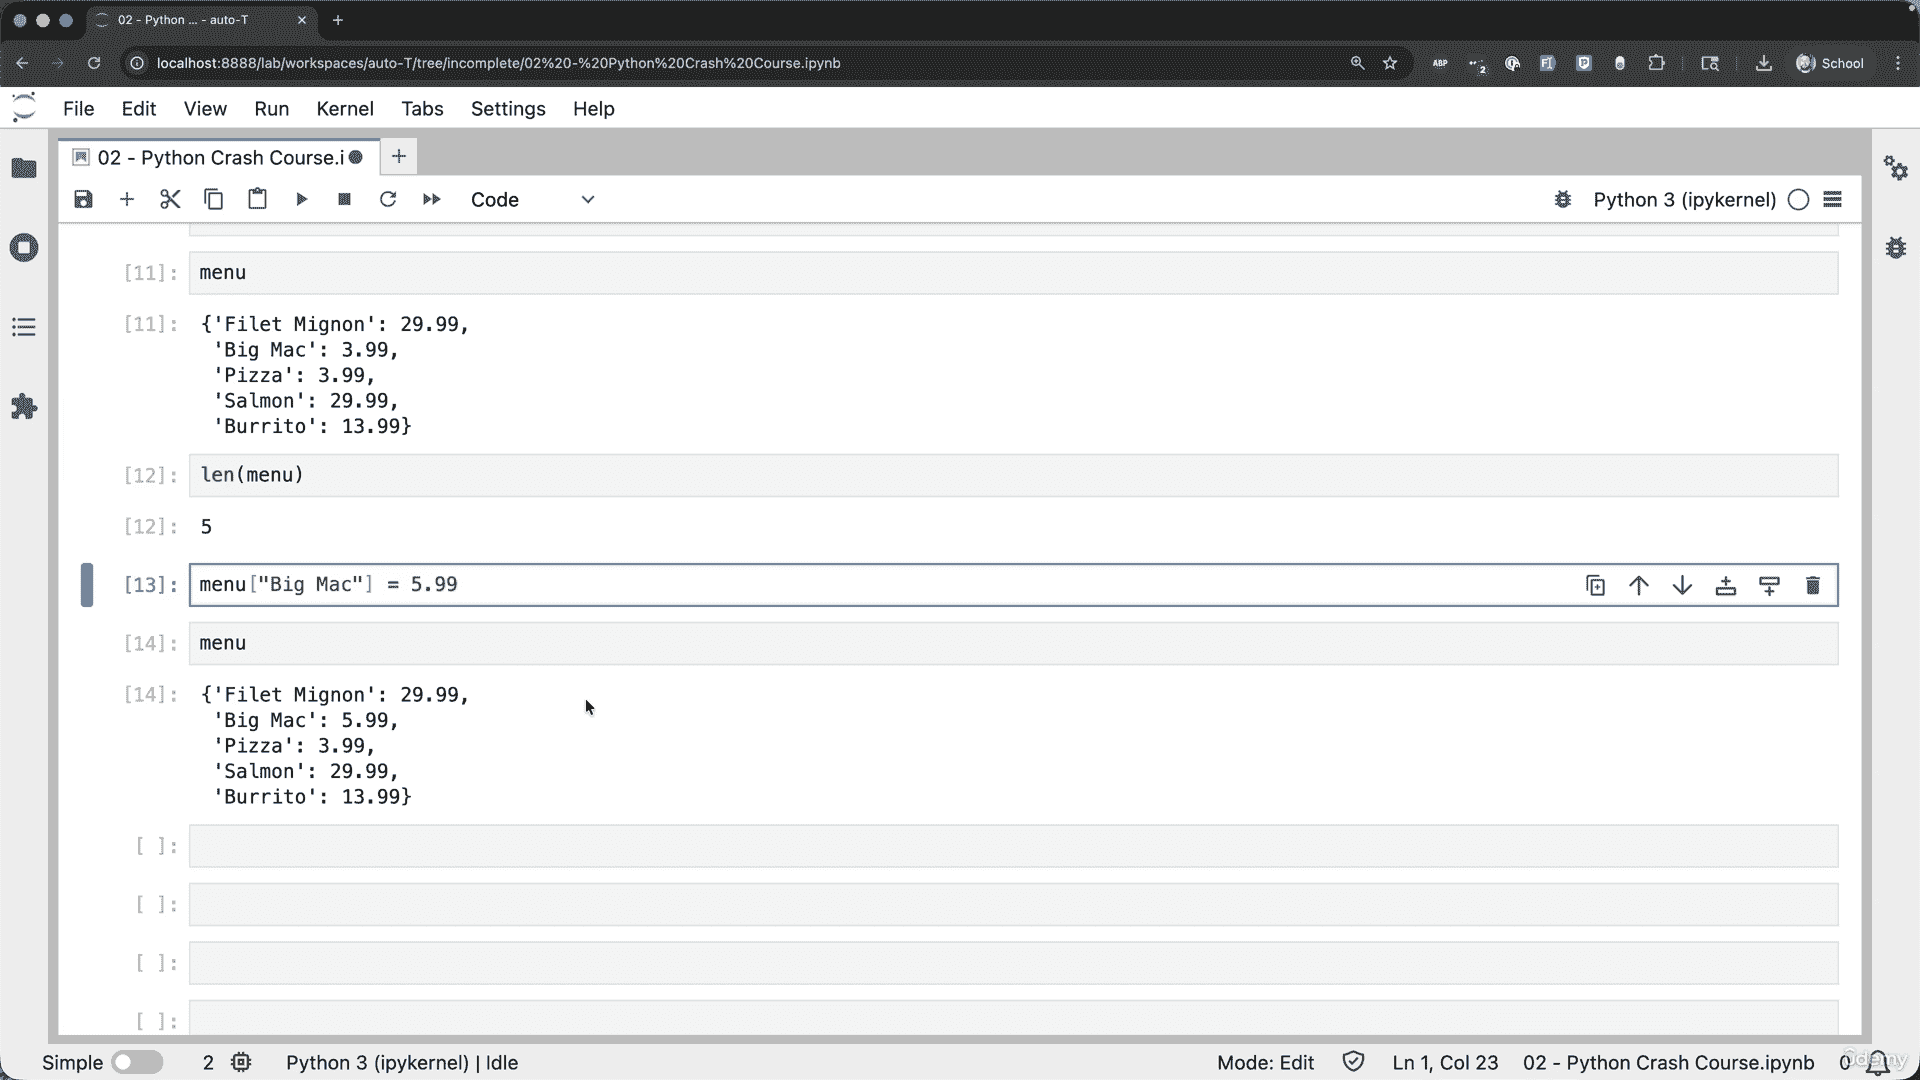 02 - Python ... - auto-T
localhost:8888/lab/workspaces/auto-T/tree/incomplete/02%20-%20Python%20Crash%20Course.ipynb
ABP
2
School
File Edit View Run Kernel Tabs Settings Help
02 - Python Crash Course.i
Code
Python 3 (ipykernel)
[11]: menu
[11]: {'Filet Mignon': 29.99,
'Big Mac': 3.99,
'Pizza': 3.99,
'Salmon': 29.99,
'Burrito': 13.99}
[12]: len(menu)
[12]: 5
[13]: menu["Big Mac"] = 5.99
[14]: menu
[14]: {'Filet Mignon': 29.99,
'Big Mac': 5.99,
'Pizza': 3.99,
'Salmon': 29.99,
'Burrito': 13.99}
[ ]:
[ ]:
[ ]:
[ ]:
Simple 2 Python 3 (ipykernel) | Idle Mode: Edit Ln 1, Col 23 02 - Python Crash Course.ipynb 0
Udemy